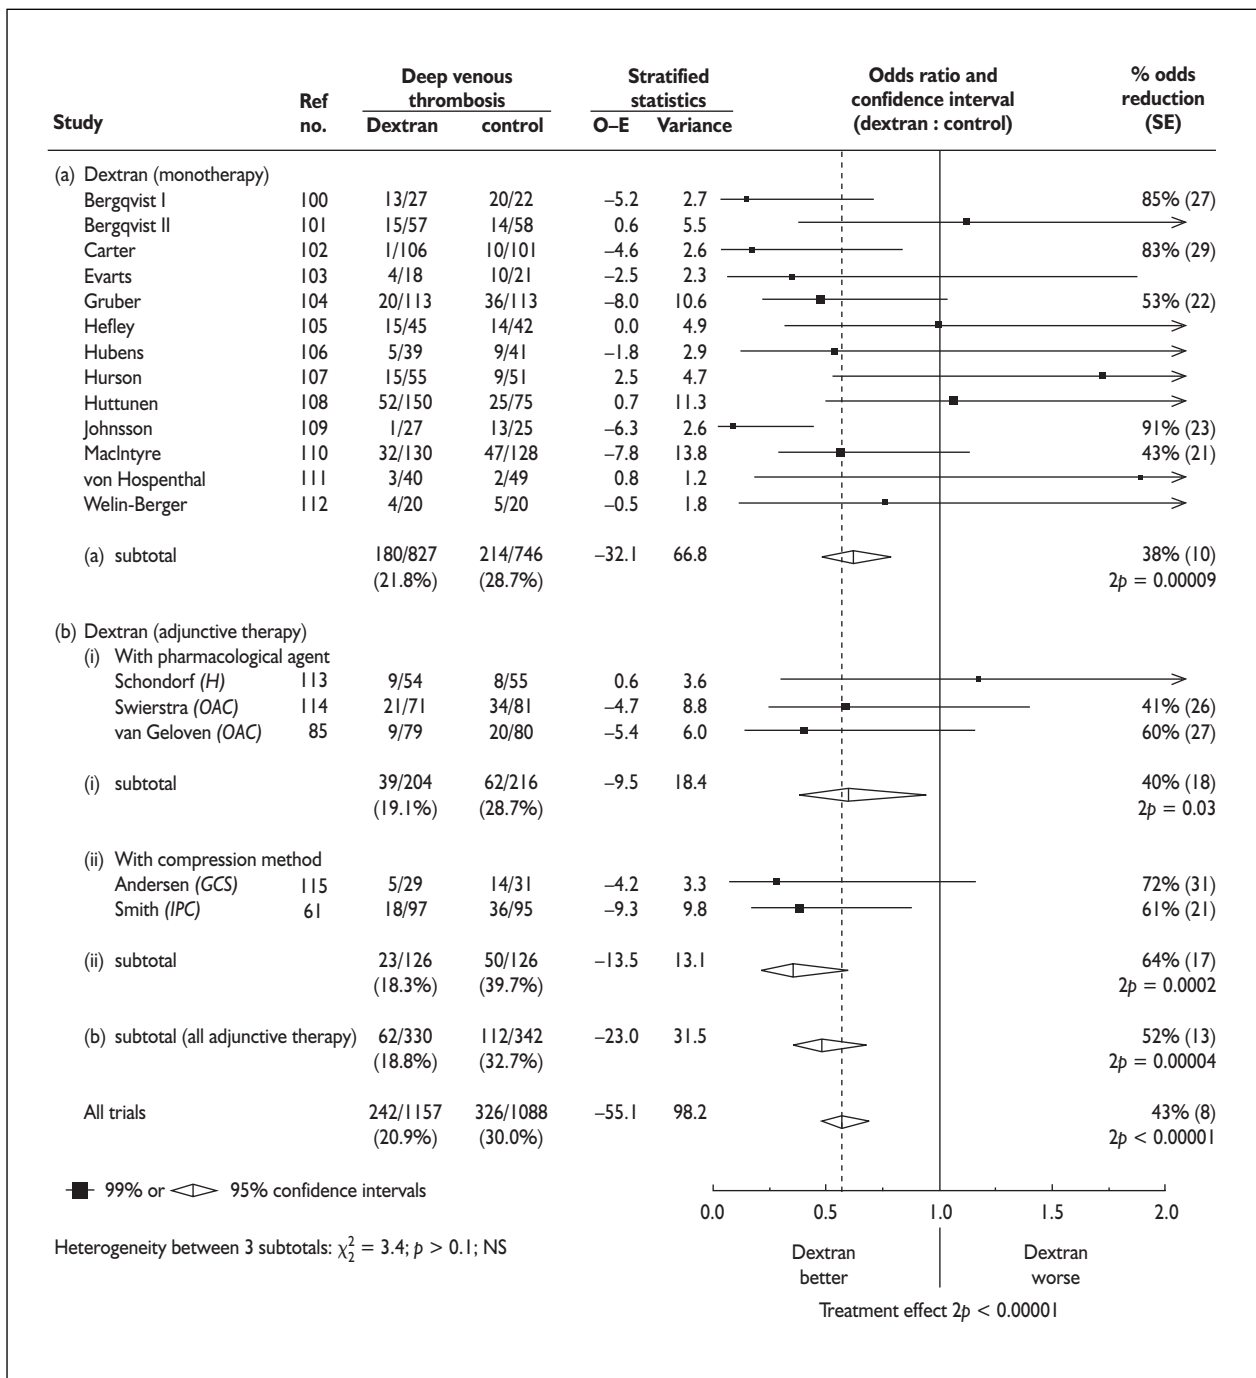 Deep venous Stratified Odds ratio and % odds
Ref thrombosis statistics confidence interval reduction
Study no. Dextran control O–E Variance (dextran : control) (SE)
(a) Dextran (monotherapy)
Bergqvist I 100 13/27 20/22 –5.2 2.7 85% (27)
Bergqvist II 101 15/57 14/58 0.6 5.5
Carter 102 1/106 10/101 –4.6 2.6 83% (29)
Evarts 103 4/18 10/21 –2.5 2.3
Gruber 104 20/113 36/113 –8.0 10.6 53% (22)
Hefley 105 15/45 14/42 0.0 4.9
Hubens 106 5/39 9/41 –1.8 2.9
Hurson 107 15/55 9/51 2.5 4.7
Huttunen 108 52/150 25/75 0.7 11.3
Johnsson 109 1/27 13/25 –6.3 2.6 91% (23)
MacIntyre 110 32/130 47/128 –7.8 13.8 43% (21)
von Hospenthal 111 3/40 2/49 0.8 1.2
Welin-Berger 112 4/20 5/20 –0.5 1.8
(a) subtotal 180/827 214/746 –32.1 66.8 38% (10)
(21.8%) (28.7%) 2p = 0.00009
(b) Dextran (adjunctive therapy)
(i) With pharmacological agent
Schondorf (H) 113 9/54 8/55 0.6 3.6
Swierstra (OAC) 114 21/71 34/81 –4.7 8.8 41% (26)
van Geloven (OAC) 85 9/79 20/80 –5.4 6.0 60% (27)
(i) subtotal 39/204 62/216 –9.5 18.4 40% (18)
(19.1%) (28.7%) 2p = 0.03
(ii) With compression method
Andersen (GCS) 115 5/29 14/31 –4.2 3.3 72% (31)
Smith (IPC) 61 18/97 36/95 –9.3 9.8 61% (21)
(ii) subtotal 23/126 50/126 –13.5 13.1 64% (17)
(18.3%) (39.7%) 2p = 0.0002
(b) subtotal (all adjunctive therapy) 62/330 112/342 –23.0 31.5 52% (13)
(18.8%) (32.7%) 2p = 0.00004
All trials 242/1157 326/1088 –55.1 98.2 43% (8)
(20.9%) (30.0%) 2p < 0.00001
99% or 95% confidence intervals
0.0 0.5 1.0 1.5 2.0
Heterogeneity between 3 subtotals: χ²₂ = 3.4; p > 0.1; NS
Dextran Dextran
better worse
Treatment effect 2p < 0.00001